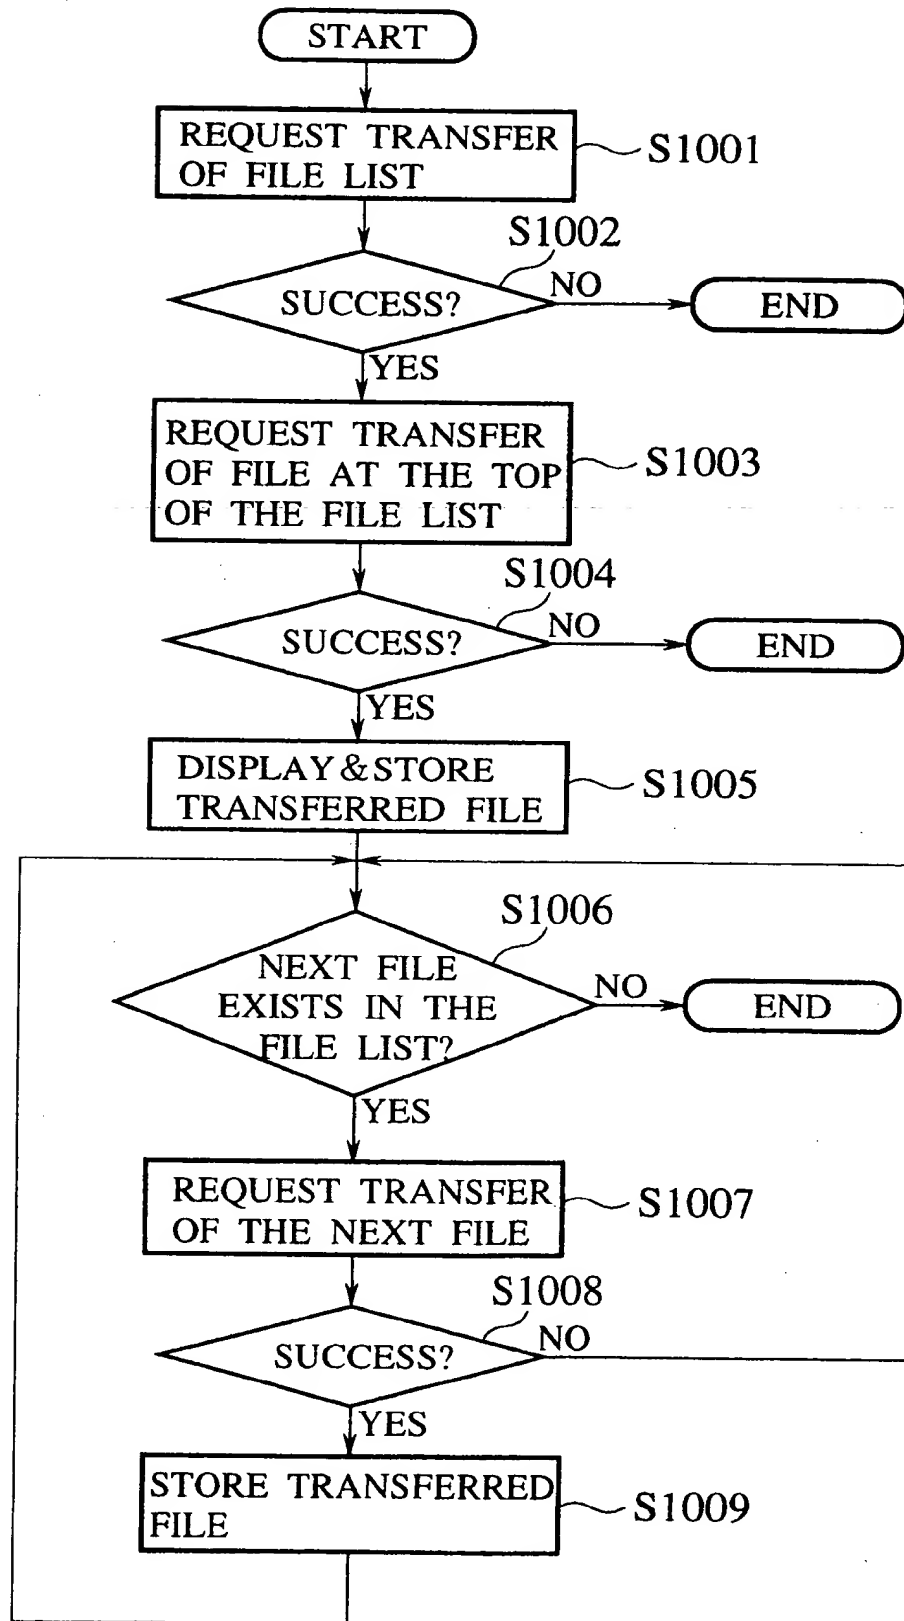 START
REQUEST TRANSFER
OF FILE LIST
S1001
S1002
SUCCESS?
NO
END
YES
REQUEST TRANSFER
OF FILE AT THE TOP
OF THE FILE LIST
S1003
S1004
SUCCESS?
NO
END
YES
DISPLAY&STORE
TRANSFERRED FILE
S1005
S1006
NEXT FILE
EXISTS IN THE
FILE LIST?
NO
END
YES
REQUEST TRANSFER
OF THE NEXT FILE
S1007
S1008
SUCCESS?
NO
YES
STORE TRANSFERRED
FILE
S1009